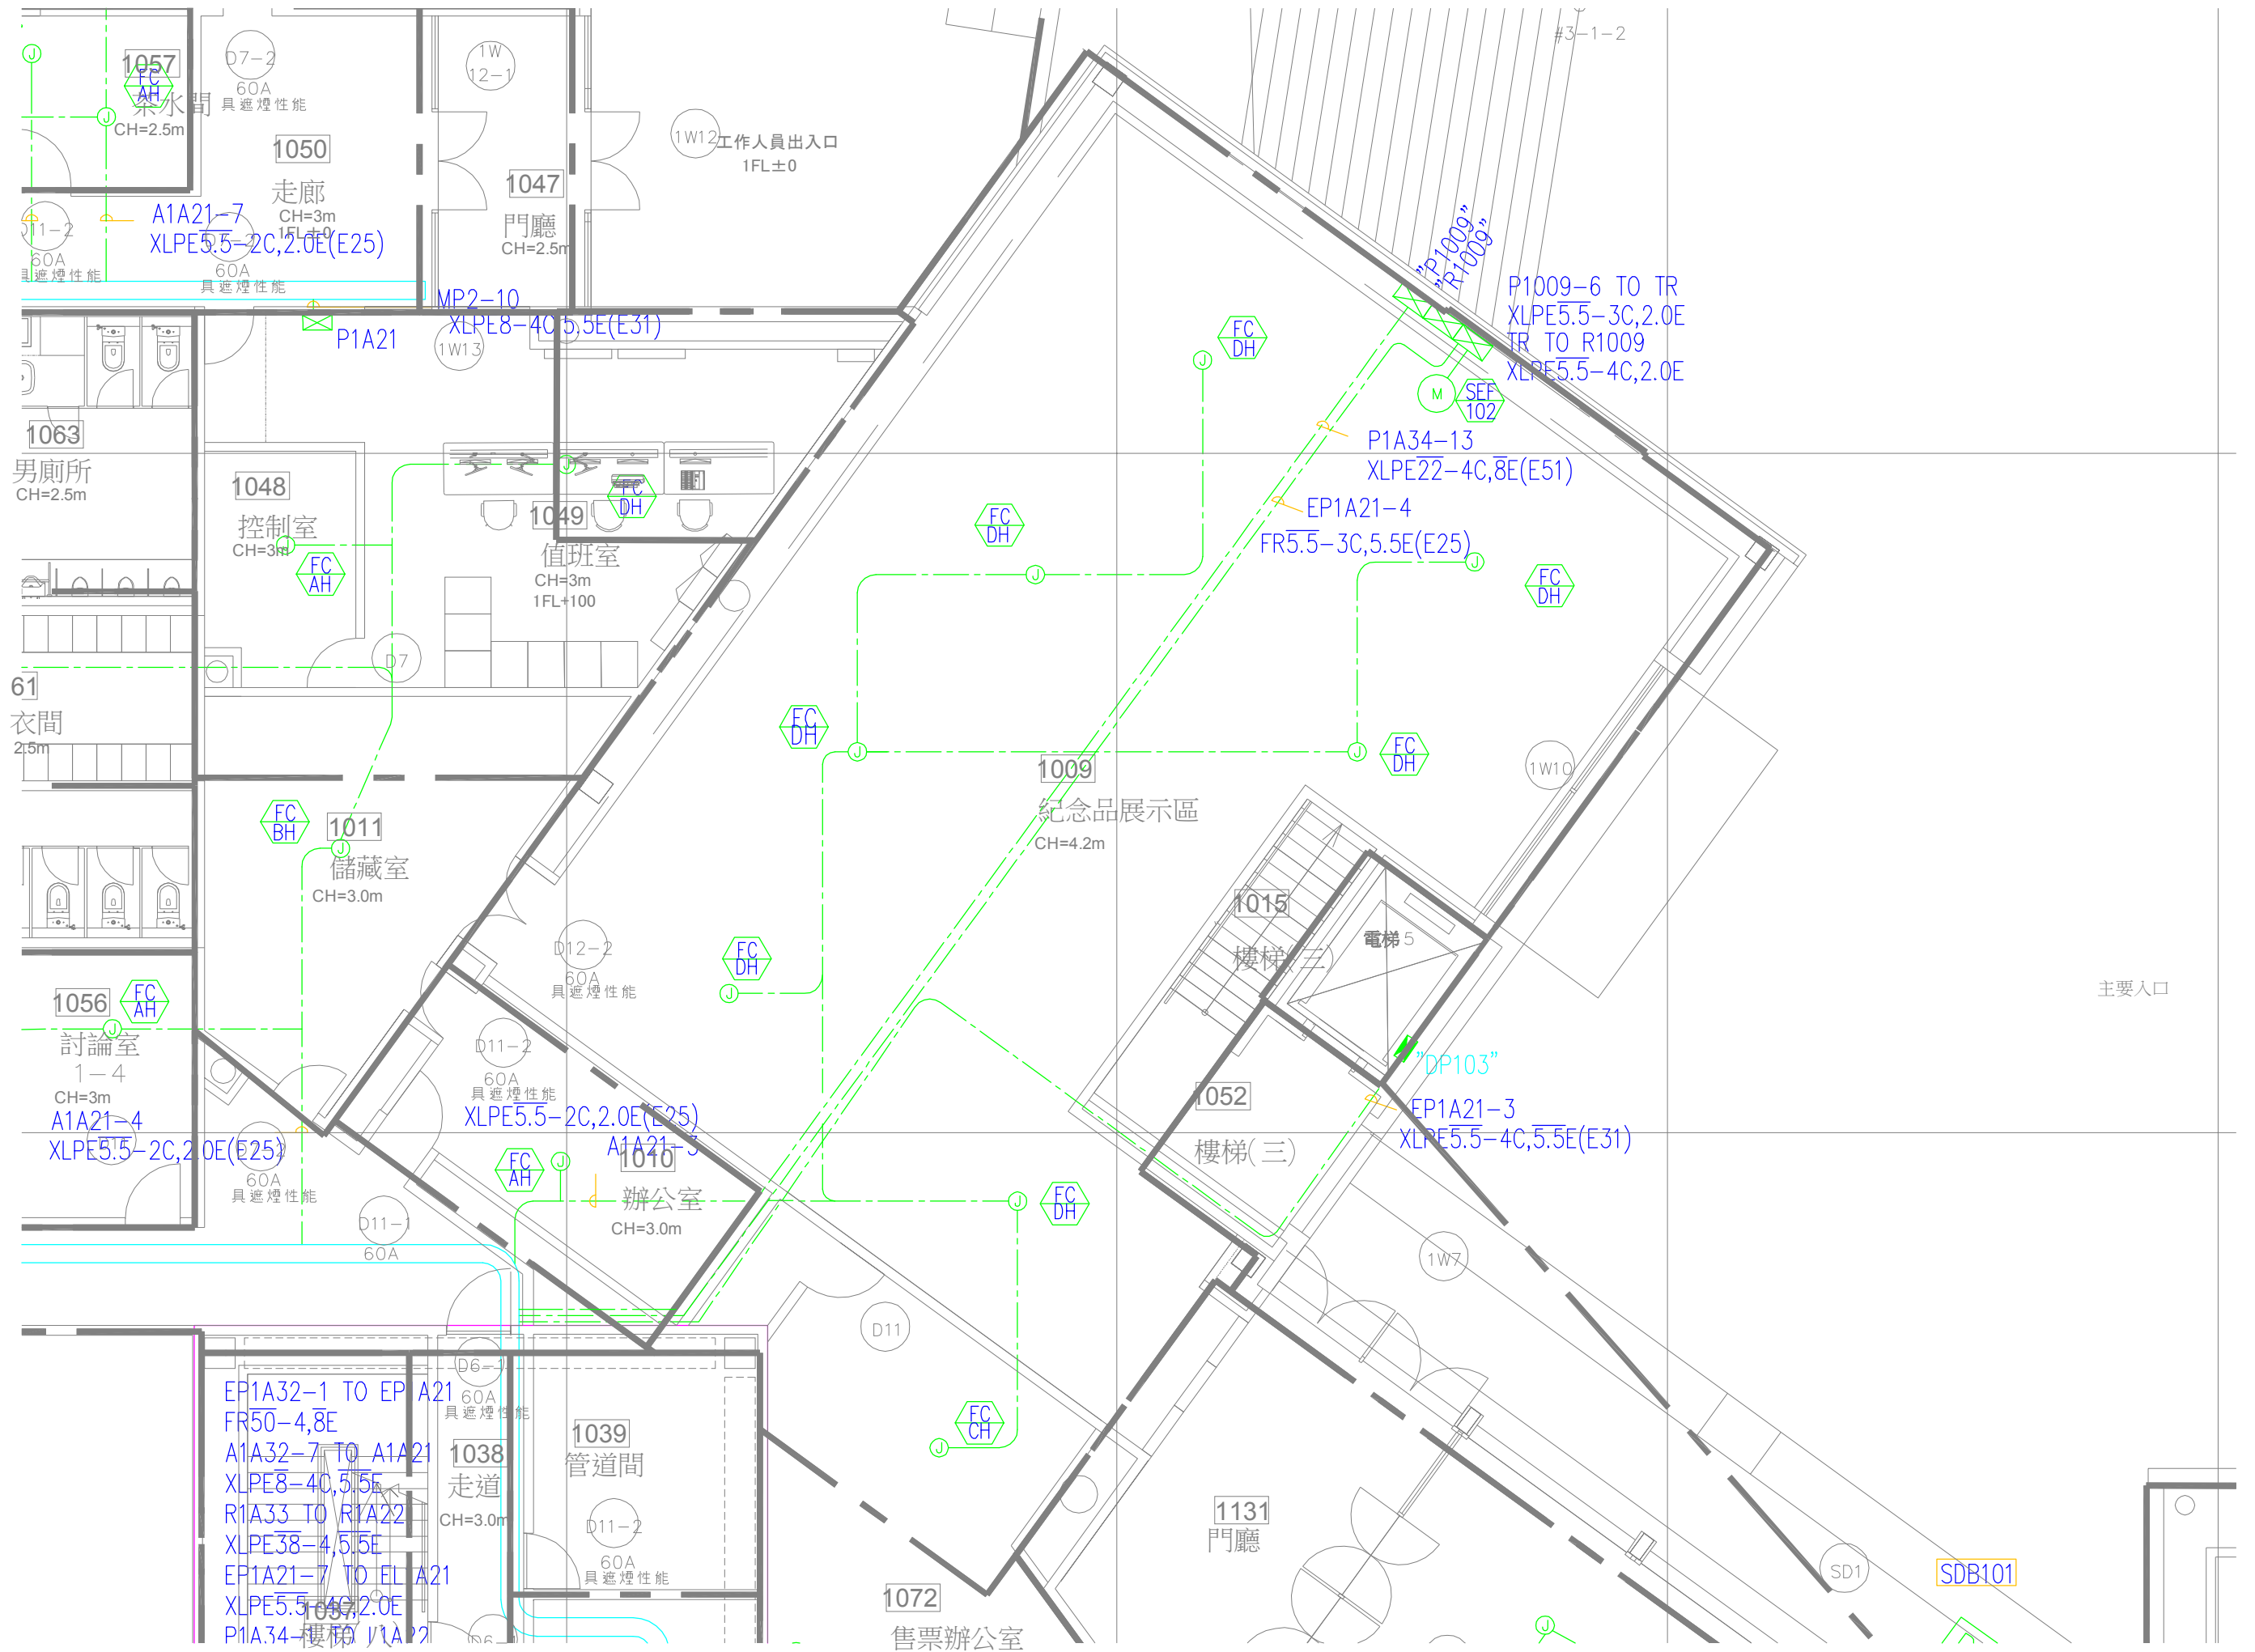 #3-1-2
1057
FC
AH
茶水間
CH=2.5m
D7-2
60A
具遮煙性能
1W
12-1
1W12
工作人員出入口
1FL±0
1050
走廊
CH=3m
1FL±0
1047
門廳
CH=2.5m
A1A21-7
XLPE5.5-2C,2.0E(E25)
D11-2
60A
具遮煙性能
60A
具遮煙性能
"P1009"
"R1009"
P1009-6 TO TR
XLPE5.5-3C,2.0E
TR TO R1009
XLPE5.5-4C,2.0E
MP2-10
XLPE8-4C,5.5E(E31)
P1A21
1W13
FC
DH
M
SEF
102
1063
男廁所
CH=2.5m
P1A34-13
XLPE22-4C,8E(E51)
1048
控制室
CH=3m
FC
DH
1049
值班室
CH=3m
1FL+100
FC
DH
EP1A21-4
FR5.5-3C,5.5E(E25)
FC
AH
FC
DH
D7
61
衣間
2.5m
FC
DH
FC
DH
1009
紀念品展示區
CH=4.2m
1W10
FC
BH
1011
儲藏室
CH=3.0m
1015
樓梯(三)
電梯5
D12-2
60A
具遮煙性能
FC
DH
主要入口
1056
FC
AH
討論室
1-4
CH=3m
A1A21-4
XLPE5.5-2C,2.0E(E25)
60A
具遮煙性能
D11-2
60A
具遮煙性能
XLPE5.5-2C,2.0E(E25)
A1A21-3
"DP103"
1052
樓梯(三)
EP1A21-3
XLPE5.5-4C,5.5E(E31)
FC
AH
1010
辦公室
CH=3.0m
FC
DH
D11-1
60A
1W7
D11
D6-1
60A
具遮煙性能
EP1A32-1 TO EP1A21
FR50-4,8E
A1A32-7 TO A1A21
XLPE8-4C,5.5E
R1A33 TO R1A22
XLPE38-4,5.5E
EP1A21-7 TO EL1A21
XLPE5.5-4C,2.0E
1037
樓梯(八)
1038
走道
CH=3.0m
1039
管道間
D11-2
60A
具遮煙性能
FC
CH
1131
門廳
1072
售票辦公室
SD1
SDB101